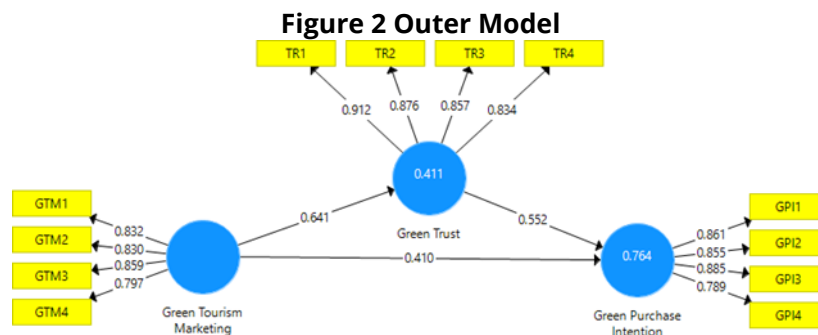 Figure 2 Outer Model
TR1 TR2 TR3 TR4
0.912 0.876 0.857 0.834
0.411
Green Trust
0.641 0.552
GTM1
GTM2
GTM3
GTM4
0.832
0.830
0.859
0.797
Green Tourism
Marketing
0.410
0.764
Green Purchase
Intention
0.861
0.855
0.885
0.789
GPI1
GPI2
GPI3
GPI4